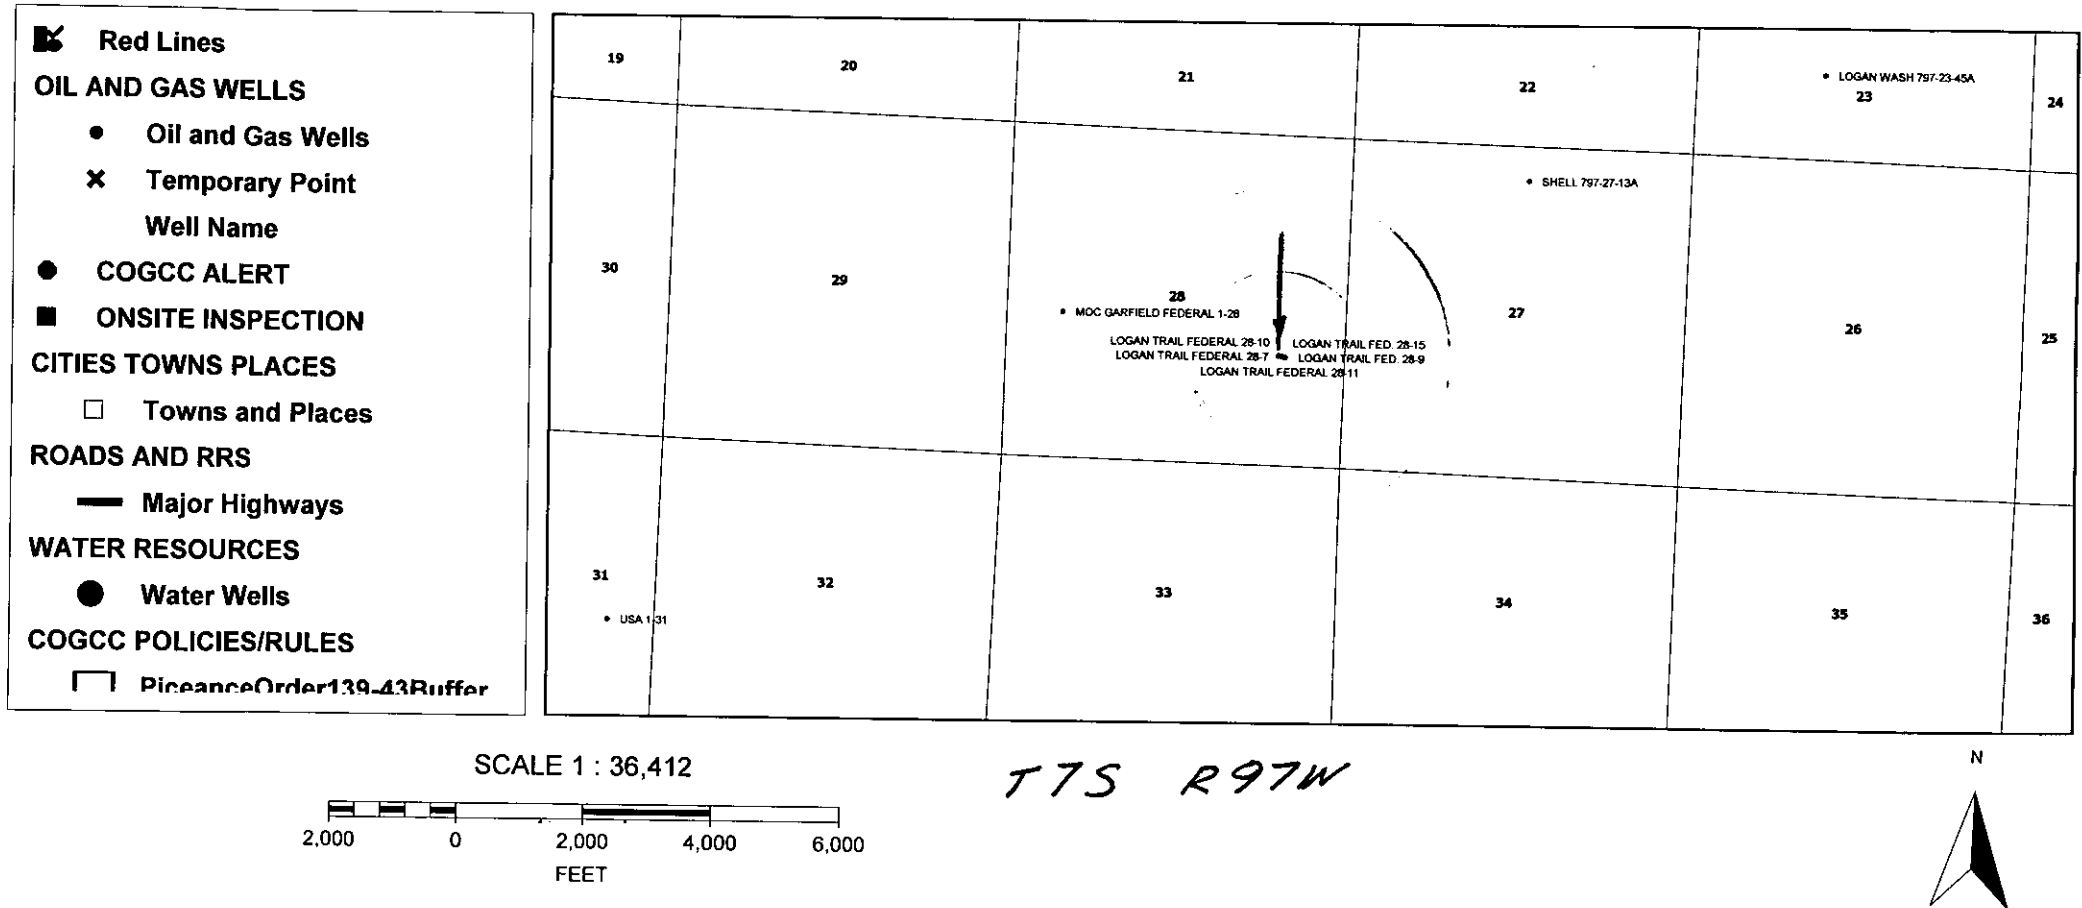 Red Lines
OIL AND GAS WELLS
Oil and Gas Wells
Temporary Point
Well Name
COGCC ALERT
ONSITE INSPECTION
CITIES TOWNS PLACES
Towns and Places
ROADS AND RRS
Major Highways
WATER RESOURCES
Water Wells
COGCC POLICIES/RULES
PiceanceOrder139-43Buffer
19 20 21 22 23 24
LOGAN WASH 797-23-45A
SHELL 797-27-13A
30 29 28 27 26 25
MOC GARFIELD FEDERAL 1-28
LOGAN TRAIL FEDERAL 28-10 LOGAN TRAIL FED. 28-15
LOGAN TRAIL FEDERAL 28-7 LOGAN TRAIL FED. 28-9
LOGAN TRAIL FEDERAL 28-11
31 32 33 34 35 36
USA 1-31
SCALE 1 : 36,412
2,000 0 2,000 4,000 6,000
FEET
T7S R97W
N